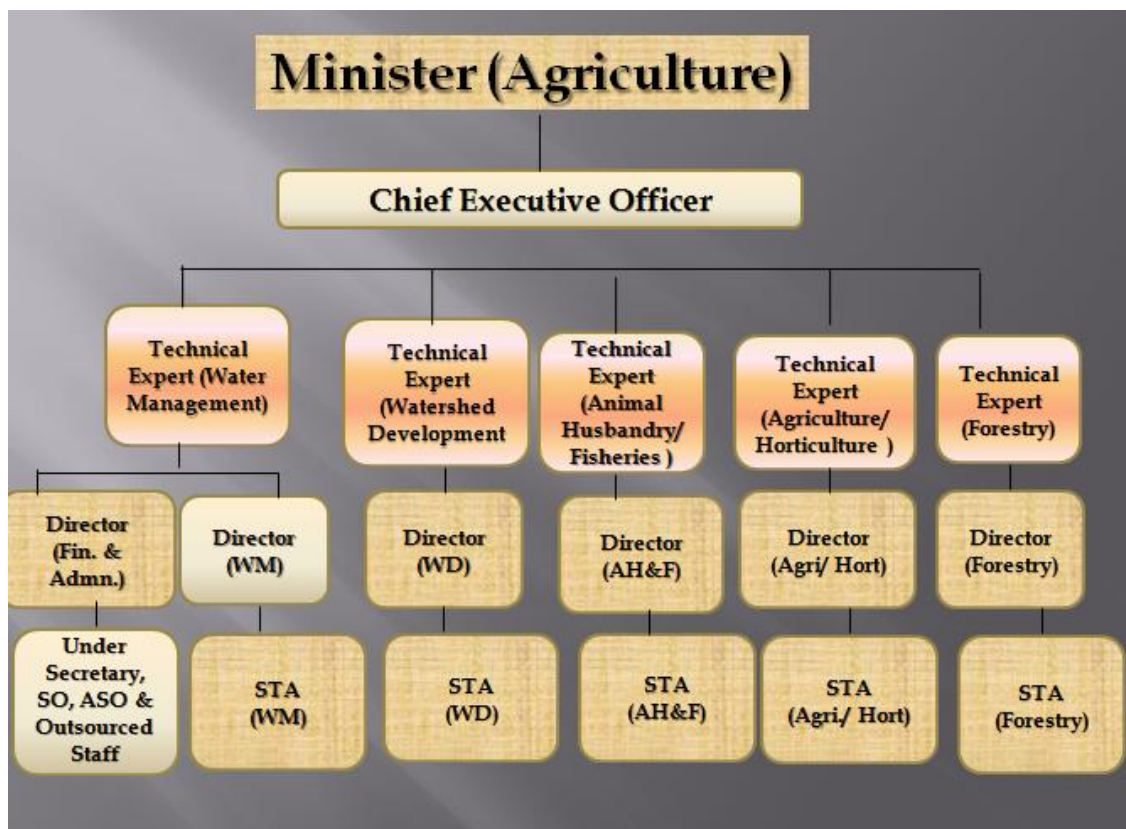 Minister (Agriculture)
Chief Executive Officer
Technical
Expert (Water
Management)
Technical
Expert
(Watershed
Development
Technical
Expert
(Animal
Husbandry/
Fisheries )
Technical
Expert
(Agriculture/
Horticulture )
Technical
Expert
(Forestry)
Director
(Fin. &
Admn.)
Director
(WM)
Director
(WD)
Director
(AH&F)
Director
(Agri/ Hort)
Director
(Forestry)
Under
Secretary,
SO, ASO &
Outsourced
Staff
STA
(WM)
STA
(WD)
STA
(AH&F)
STA
(Agri./ Hort)
STA
(Forestry)